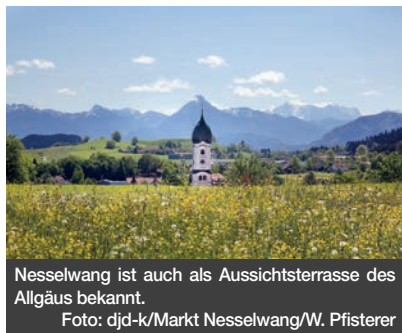 Nesselwang ist auch als Aussichtsterrasse des
Allgäus bekannt.
Foto: djd-k/Markt Nesselwang/W. Pfisterer